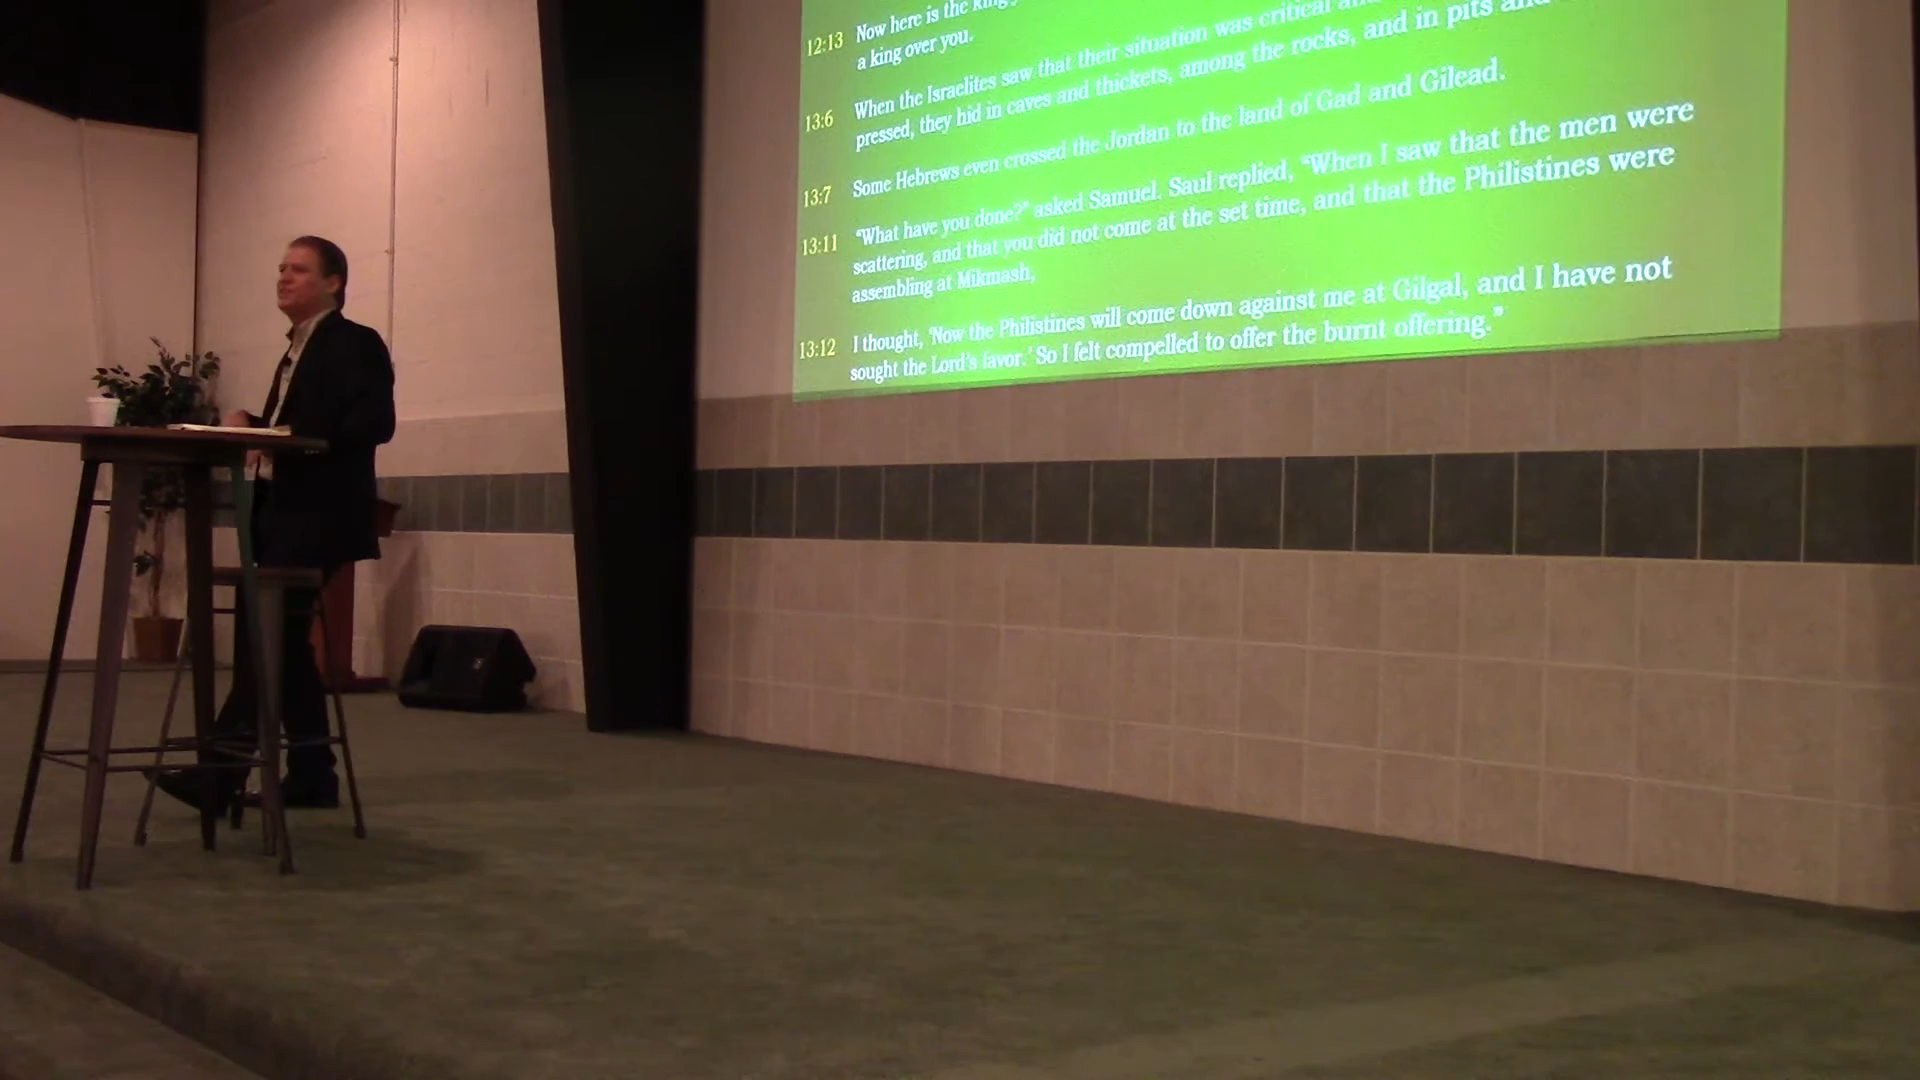 12:13 Now here is the king
a king over you.
13:6 When the Israelites saw that their situation was critical
pressed, they hid in caves and thickets, among the rocks, and in pits and
13:7 Some Hebrews even crossed the Jordan to the land of Gad and Gilead.
13:11 “What have you done?” asked Samuel. Saul replied, “When I saw that the men were
scattering, and that you did not come at the set time, and that the Philistines were
assembling at Mikmash,
13:12 I thought, ‘Now the Philistines will come down against me at Gilgal, and I have not
sought the Lord’s favor.’ So I felt compelled to offer the burnt offering.”